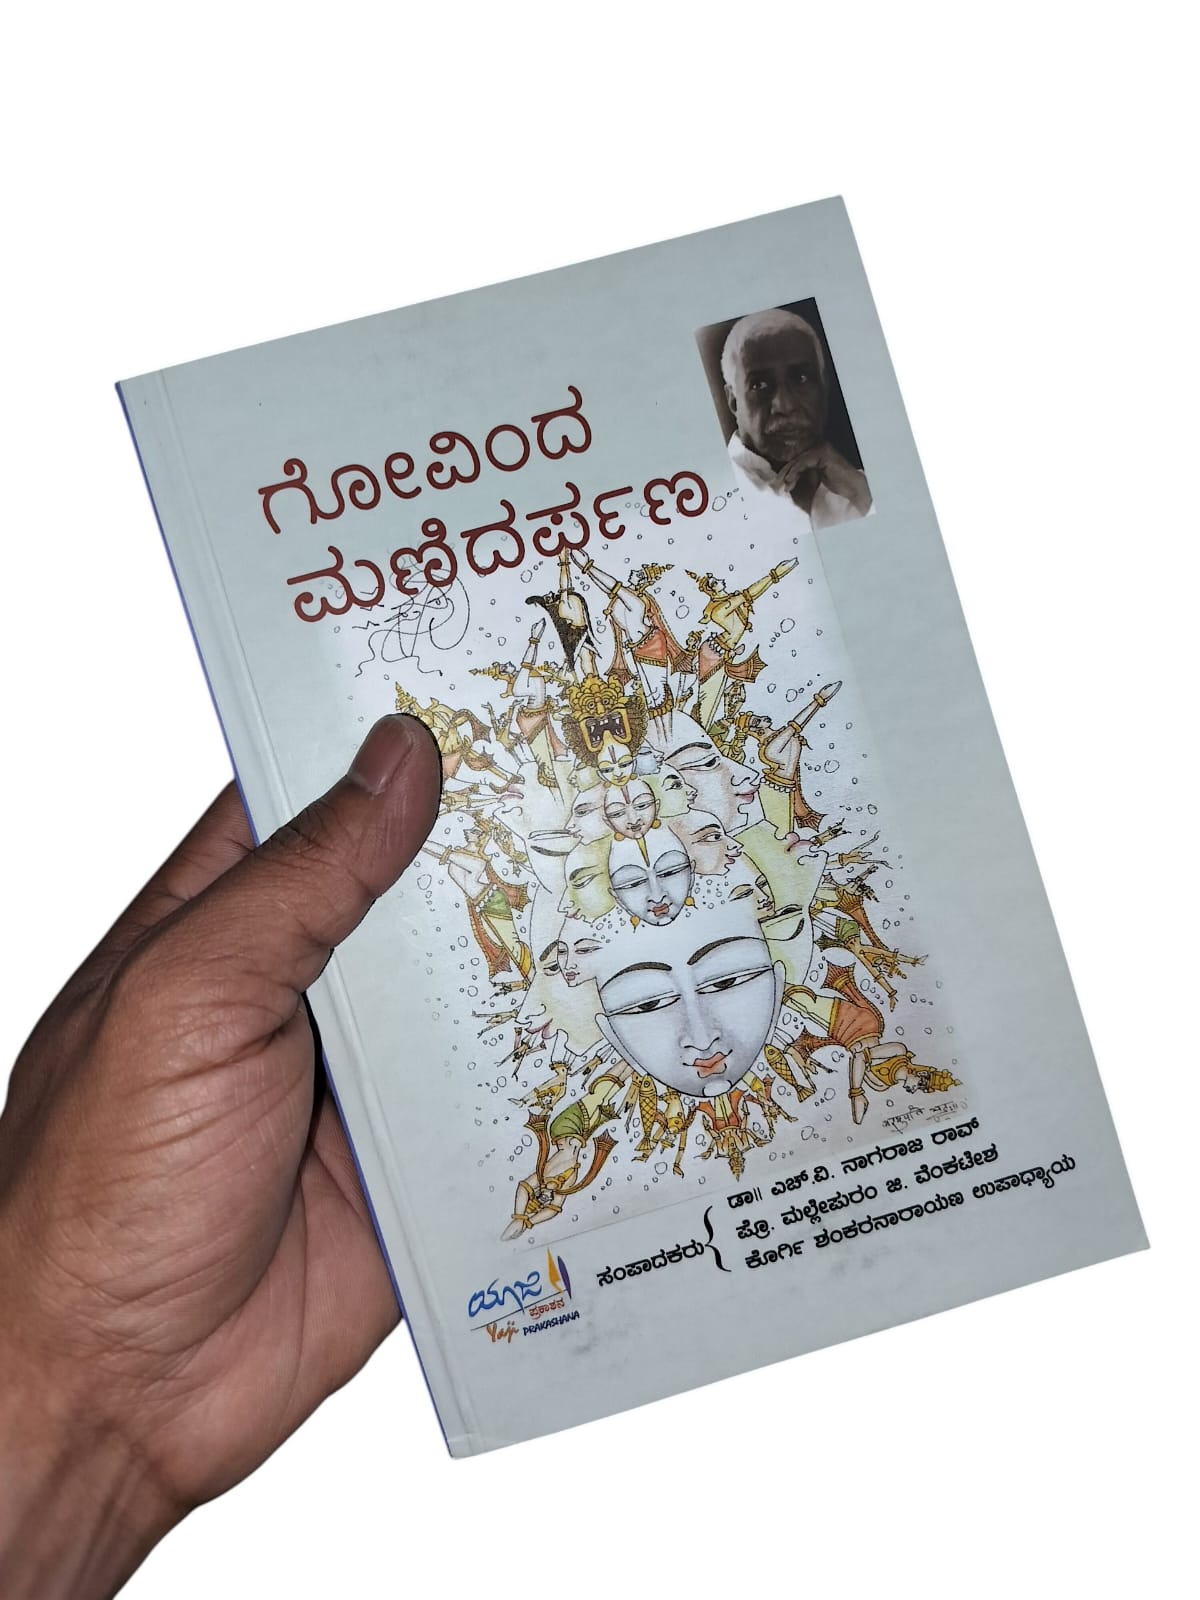 ಗೋವಿಂದ
ಮಣಿದರ್ಪಣ
ಸಂಪಾದಕರು
ಡಾ॥ ಎಚ್.ವಿ. ನಾಗರಾಜ ರಾವ್
ಪ್ರೊ. ಮಲ್ಲೇಪುರಂ ಜಿ. ವೆಂಕಟೇಶ
ಕೊರ್ಗಿ ಶಂಕರನಾರಾಯಣ ಉಪಾಧ್ಯಾಯ
ಯಾಜಿ
ಪ್ರಕಾಶನ
Yaji PRAKASHANA